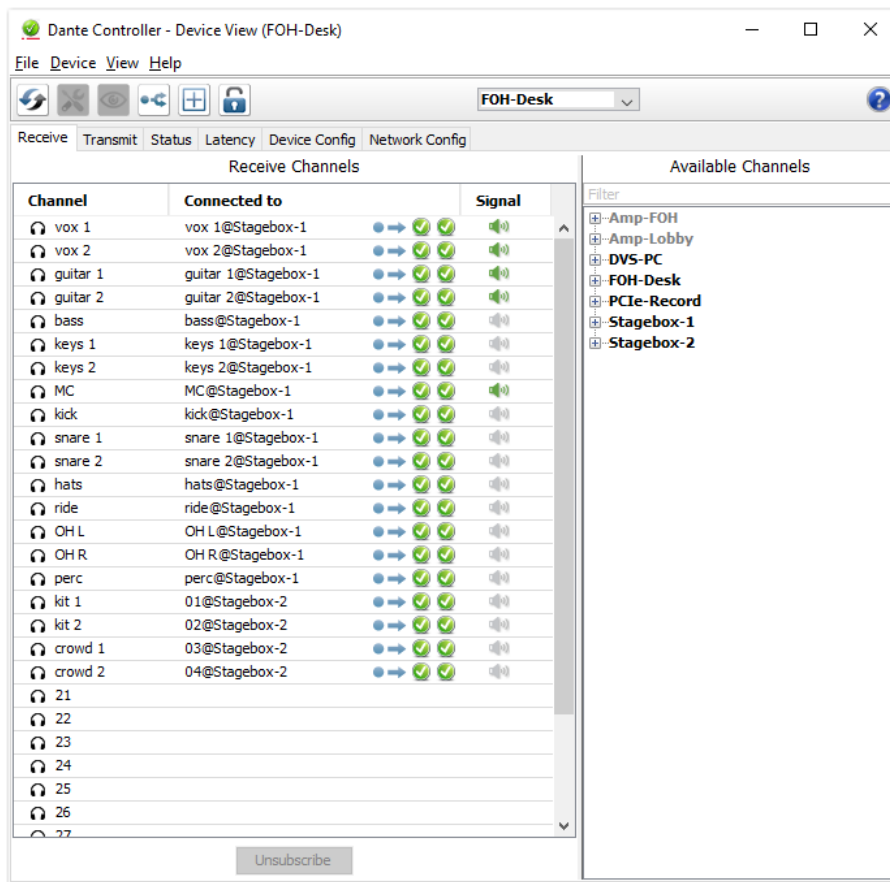 Dante Controller - Device View (FOH-Desk)
File Device View Help
FOH-Desk
?
Receive Transmit Status Latency Device Config Network Config
Receive Channels
Available Channels
Channel Connected to Signal
Filter
vox 1 vox 1@Stagebox-1
vox 2 vox 2@Stagebox-1
guitar 1 guitar 1@Stagebox-1
guitar 2 guitar 2@Stagebox-1
bass bass@Stagebox-1
keys 1 keys 1@Stagebox-1
keys 2 keys 2@Stagebox-1
MC MC@Stagebox-1
kick kick@Stagebox-1
snare 1 snare 1@Stagebox-1
snare 2 snare 2@Stagebox-1
hats hats@Stagebox-1
ride ride@Stagebox-1
OH L OH L@Stagebox-1
OH R OH R@Stagebox-1
perc perc@Stagebox-1
kit 1 01@Stagebox-2
kit 2 02@Stagebox-2
crowd 1 03@Stagebox-2
crowd 2 04@Stagebox-2
21
22
23
24
25
26
27
Unsubscribe
Amp-FOH
Amp-Lobby
DVS-PC
FOH-Desk
PCIe-Record
Stagebox-1
Stagebox-2